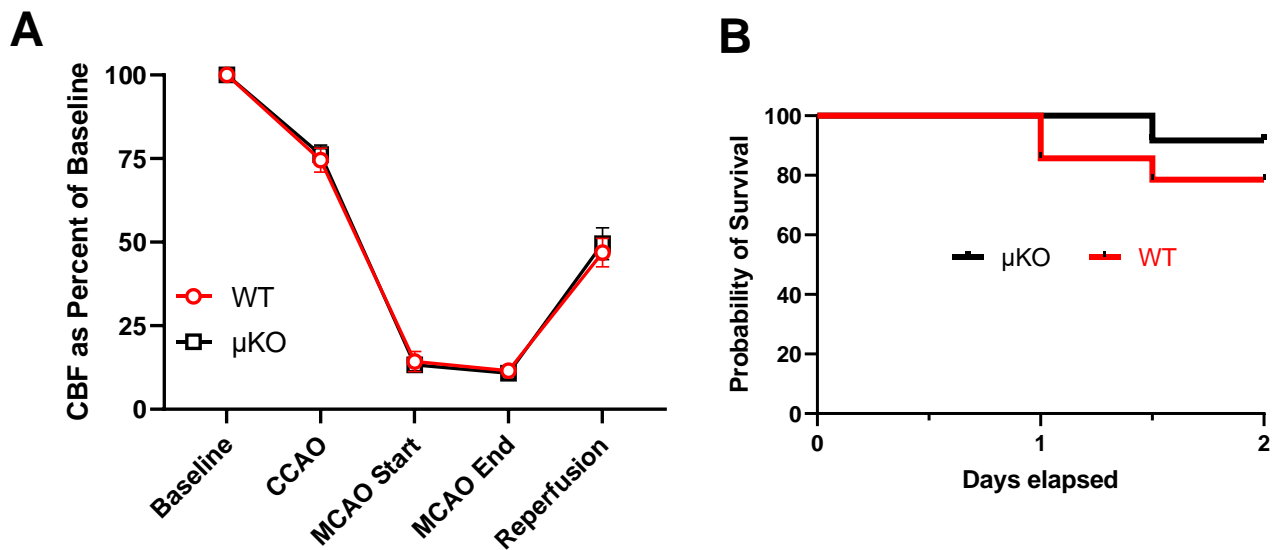 A
CBF as Percent of Baseline
100
75
50
25
0
WT
µKO
Baseline
CCAO
MCAO Start
MCAO End
Reperfusion
B
Probability of Survival
100
80
60
40
20
0
µKO
WT
0
1
2
Days elapsed